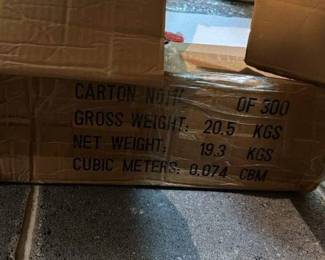 CARTON NO: OF 300
GROSS WEIGHT: 20.5 KGS
NET WEIGHT: 19.3 KGS
CUBIC METERS: 0.074 CBM